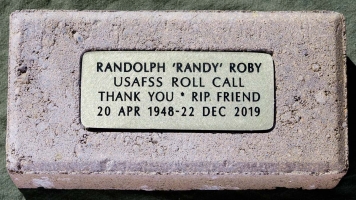 RANDOLPH 'RANDY' ROBY
USAFSS ROLL CALL
THANK YOU * RIP FRIEND
20 APR 1948-22 DEC 2019